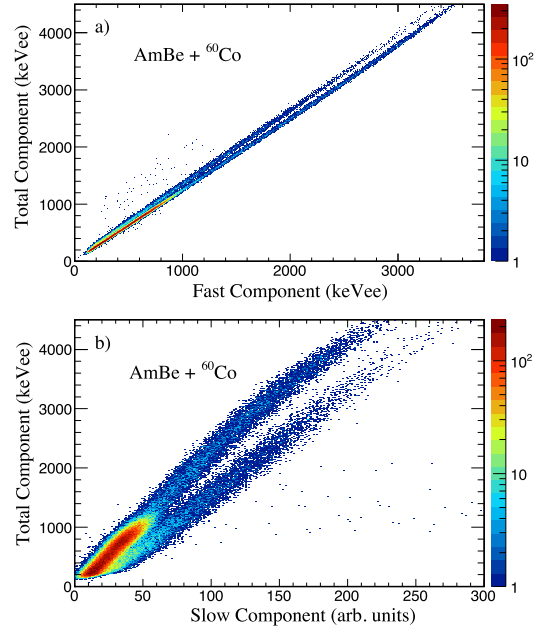 a)
AmBe + ⁶⁰Co
Total Component (keVee)
4000
3000
2000
1000
0
0 1000 2000 3000
Fast Component (keVee)
10²
10
1
b)
AmBe + ⁶⁰Co
Total Component (keVee)
4000
3000
2000
1000
0
0 50 100 150 200 250 300
Slow Component (arb. units)
10²
10
1